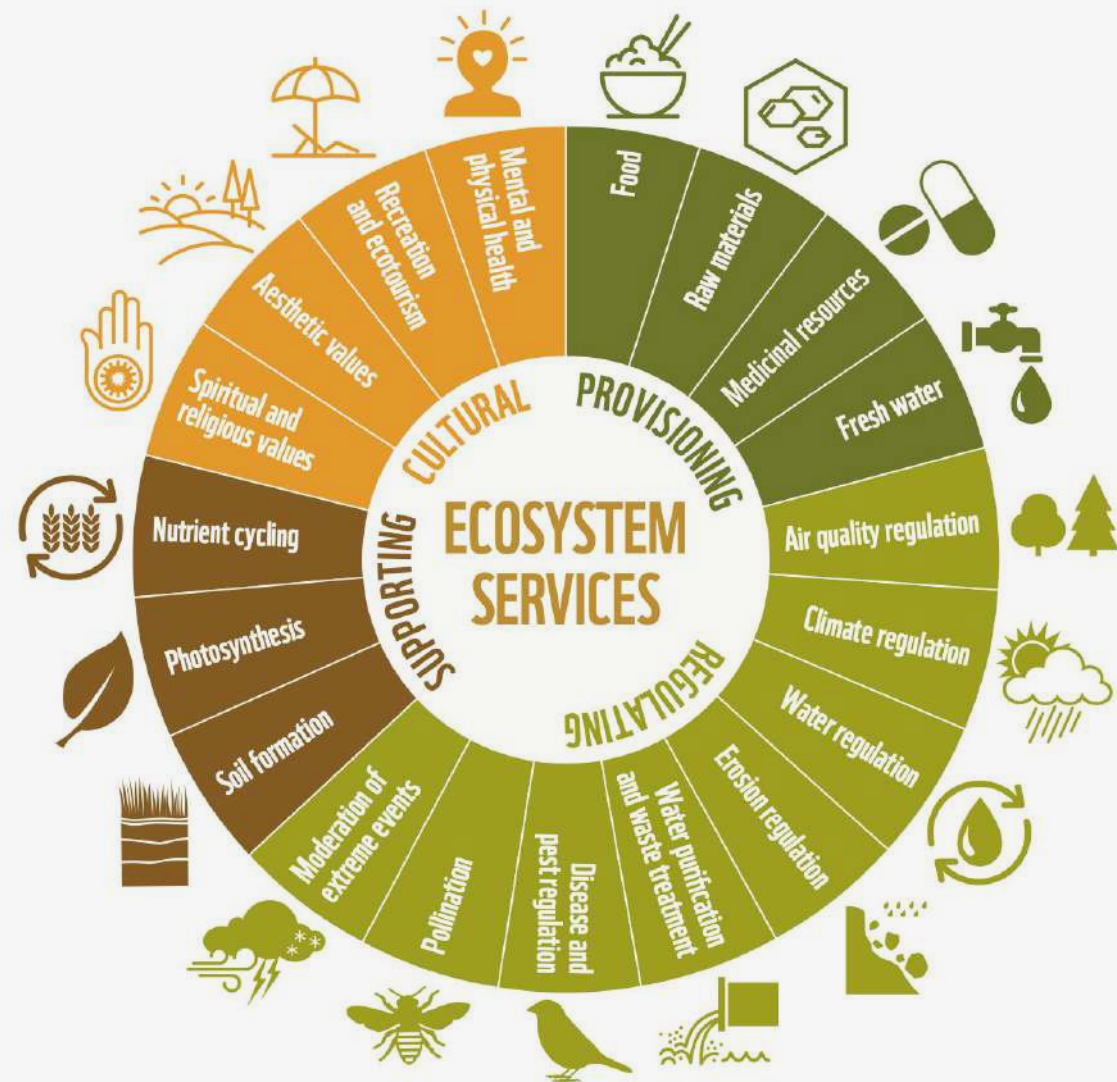 ECOSYSTEM
SERVICES
PROVISIONING
Food
Raw materials
Medicinal resources
Fresh water
REGULATING
Air quality regulation
Climate regulation
Water regulation
Erosion regulation
Water purification
and waste treatment
Disease and
pest regulation
Pollination
Moderation of
extreme events
SUPPORTING
Soil formation
Photosynthesis
Nutrient cycling
CULTURAL
Spiritual and
religious values
Aesthetic values
Recreation
and ecotourism
Mental and
physical health